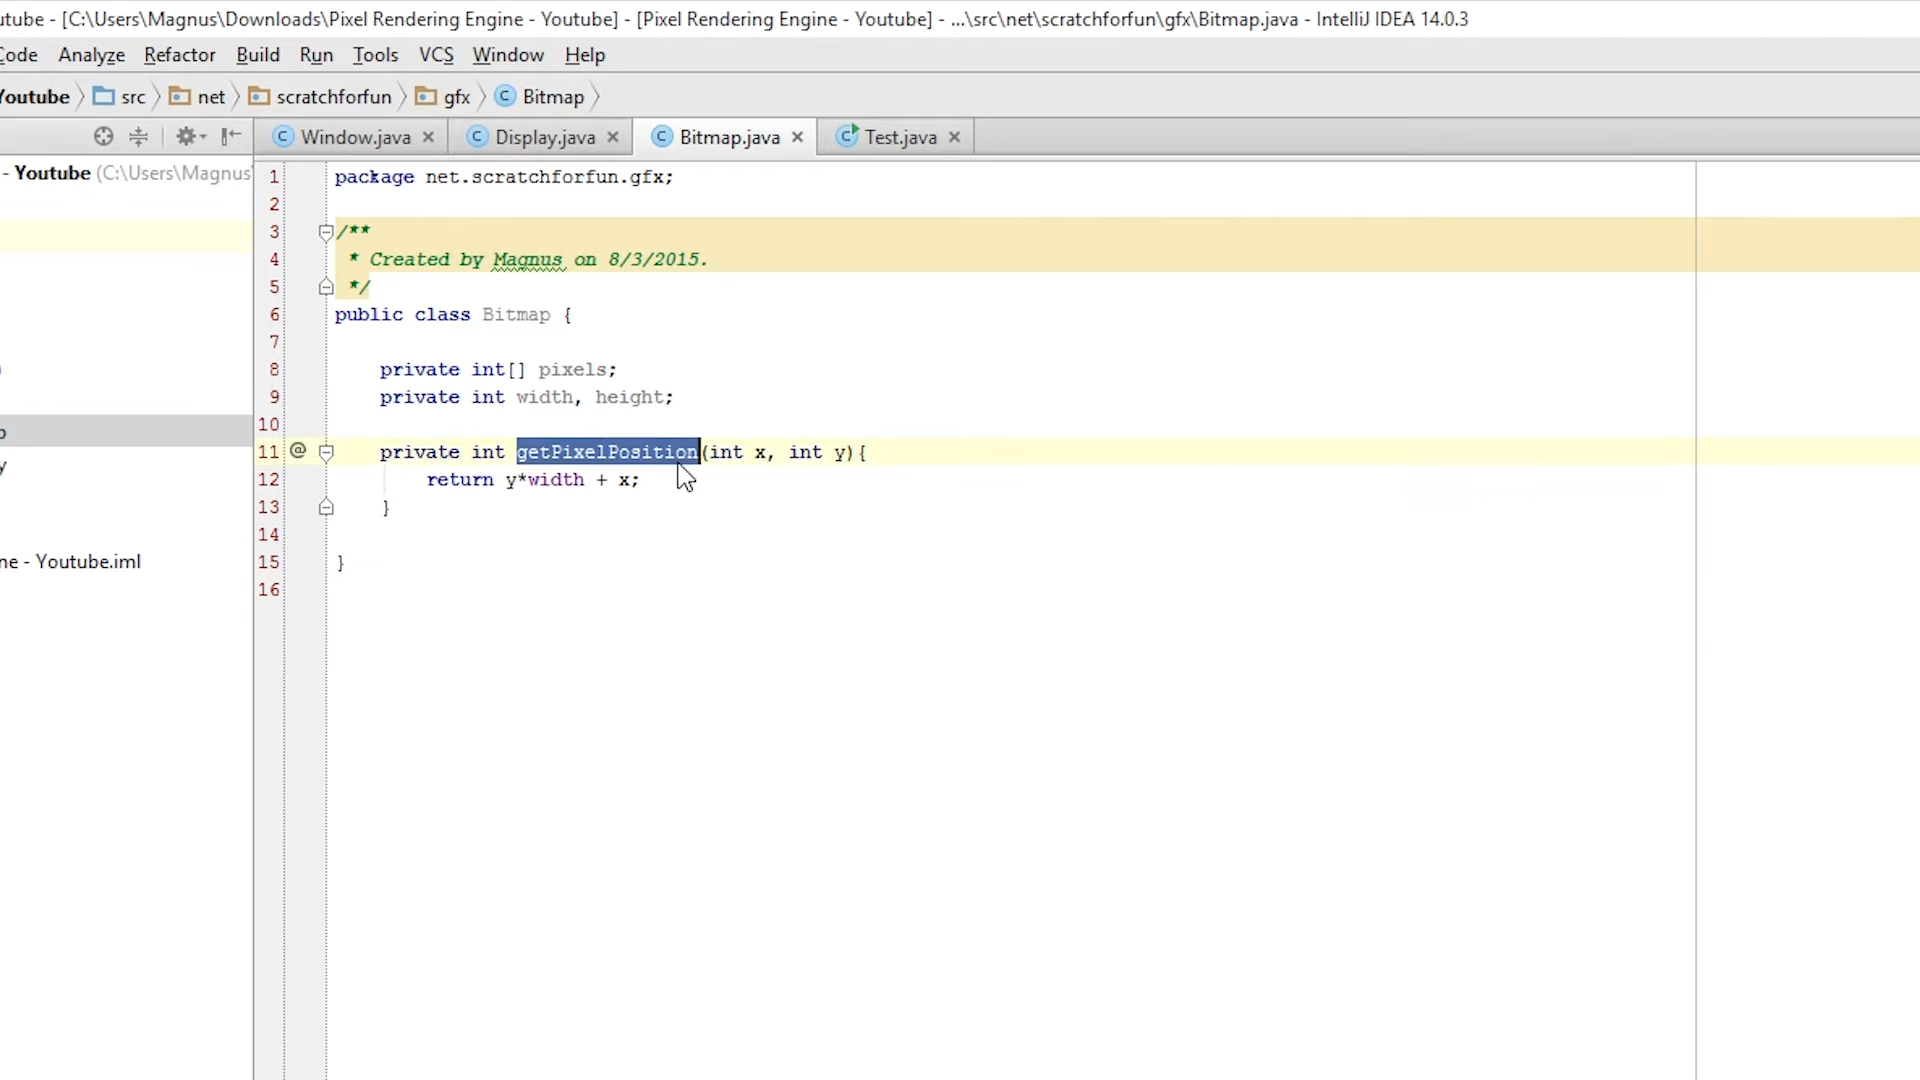 utube - [C:\Users\Magnus\Downloads\Pixel Rendering Engine - Youtube] - [Pixel Rendering Engine - Youtube] - ...\src\net\scratchforfun\gfx\Bitmap.java - IntelliJ IDEA 14.0.3
Code Analyze Refactor Build Run Tools VCS Window Help
Youtube src net scratchforfun gfx Bitmap
Window.java Display.java Bitmap.java Test.java
- Youtube (C:\Users\Magnus
1 package net.scratchforfun.gfx;
2
3 /**
4 * Created by Magnus on 8/3/2015.
5 */
6 public class Bitmap {
7
8 private int[] pixels;
9 private int width, height;
10
11 @ private int getPixelPosition(int x, int y){
12 return y*width + x;
13 }
14
15 }
16
ne - Youtube.iml